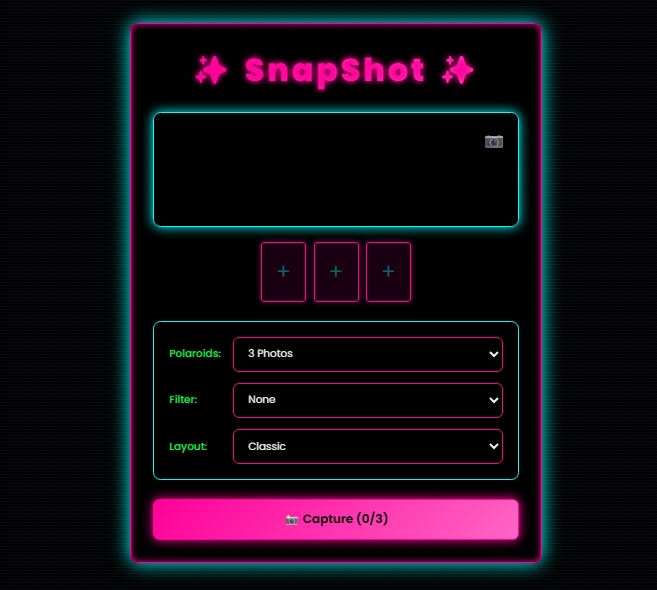 ✨ SnapShot ✨
+ + +
Polaroids: 3 Photos
Filter: None
Layout: Classic
📷 Capture (0/3)